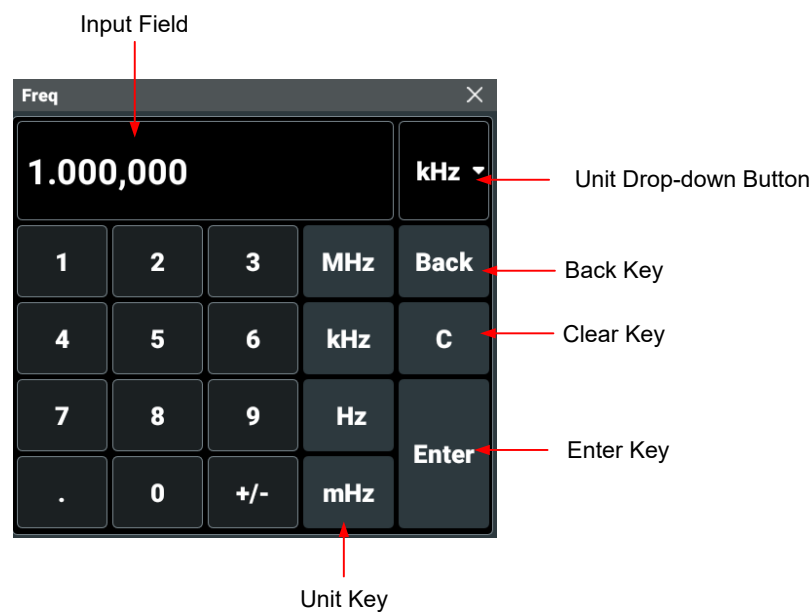 Input Field
Freq
1.000,000 kHz
Unit Drop-down Button
1 2 3 MHz Back
Back Key
4 5 6 kHz C
Clear Key
7 8 9 Hz
Enter
Enter Key
. 0 +/- mHz
Unit Key